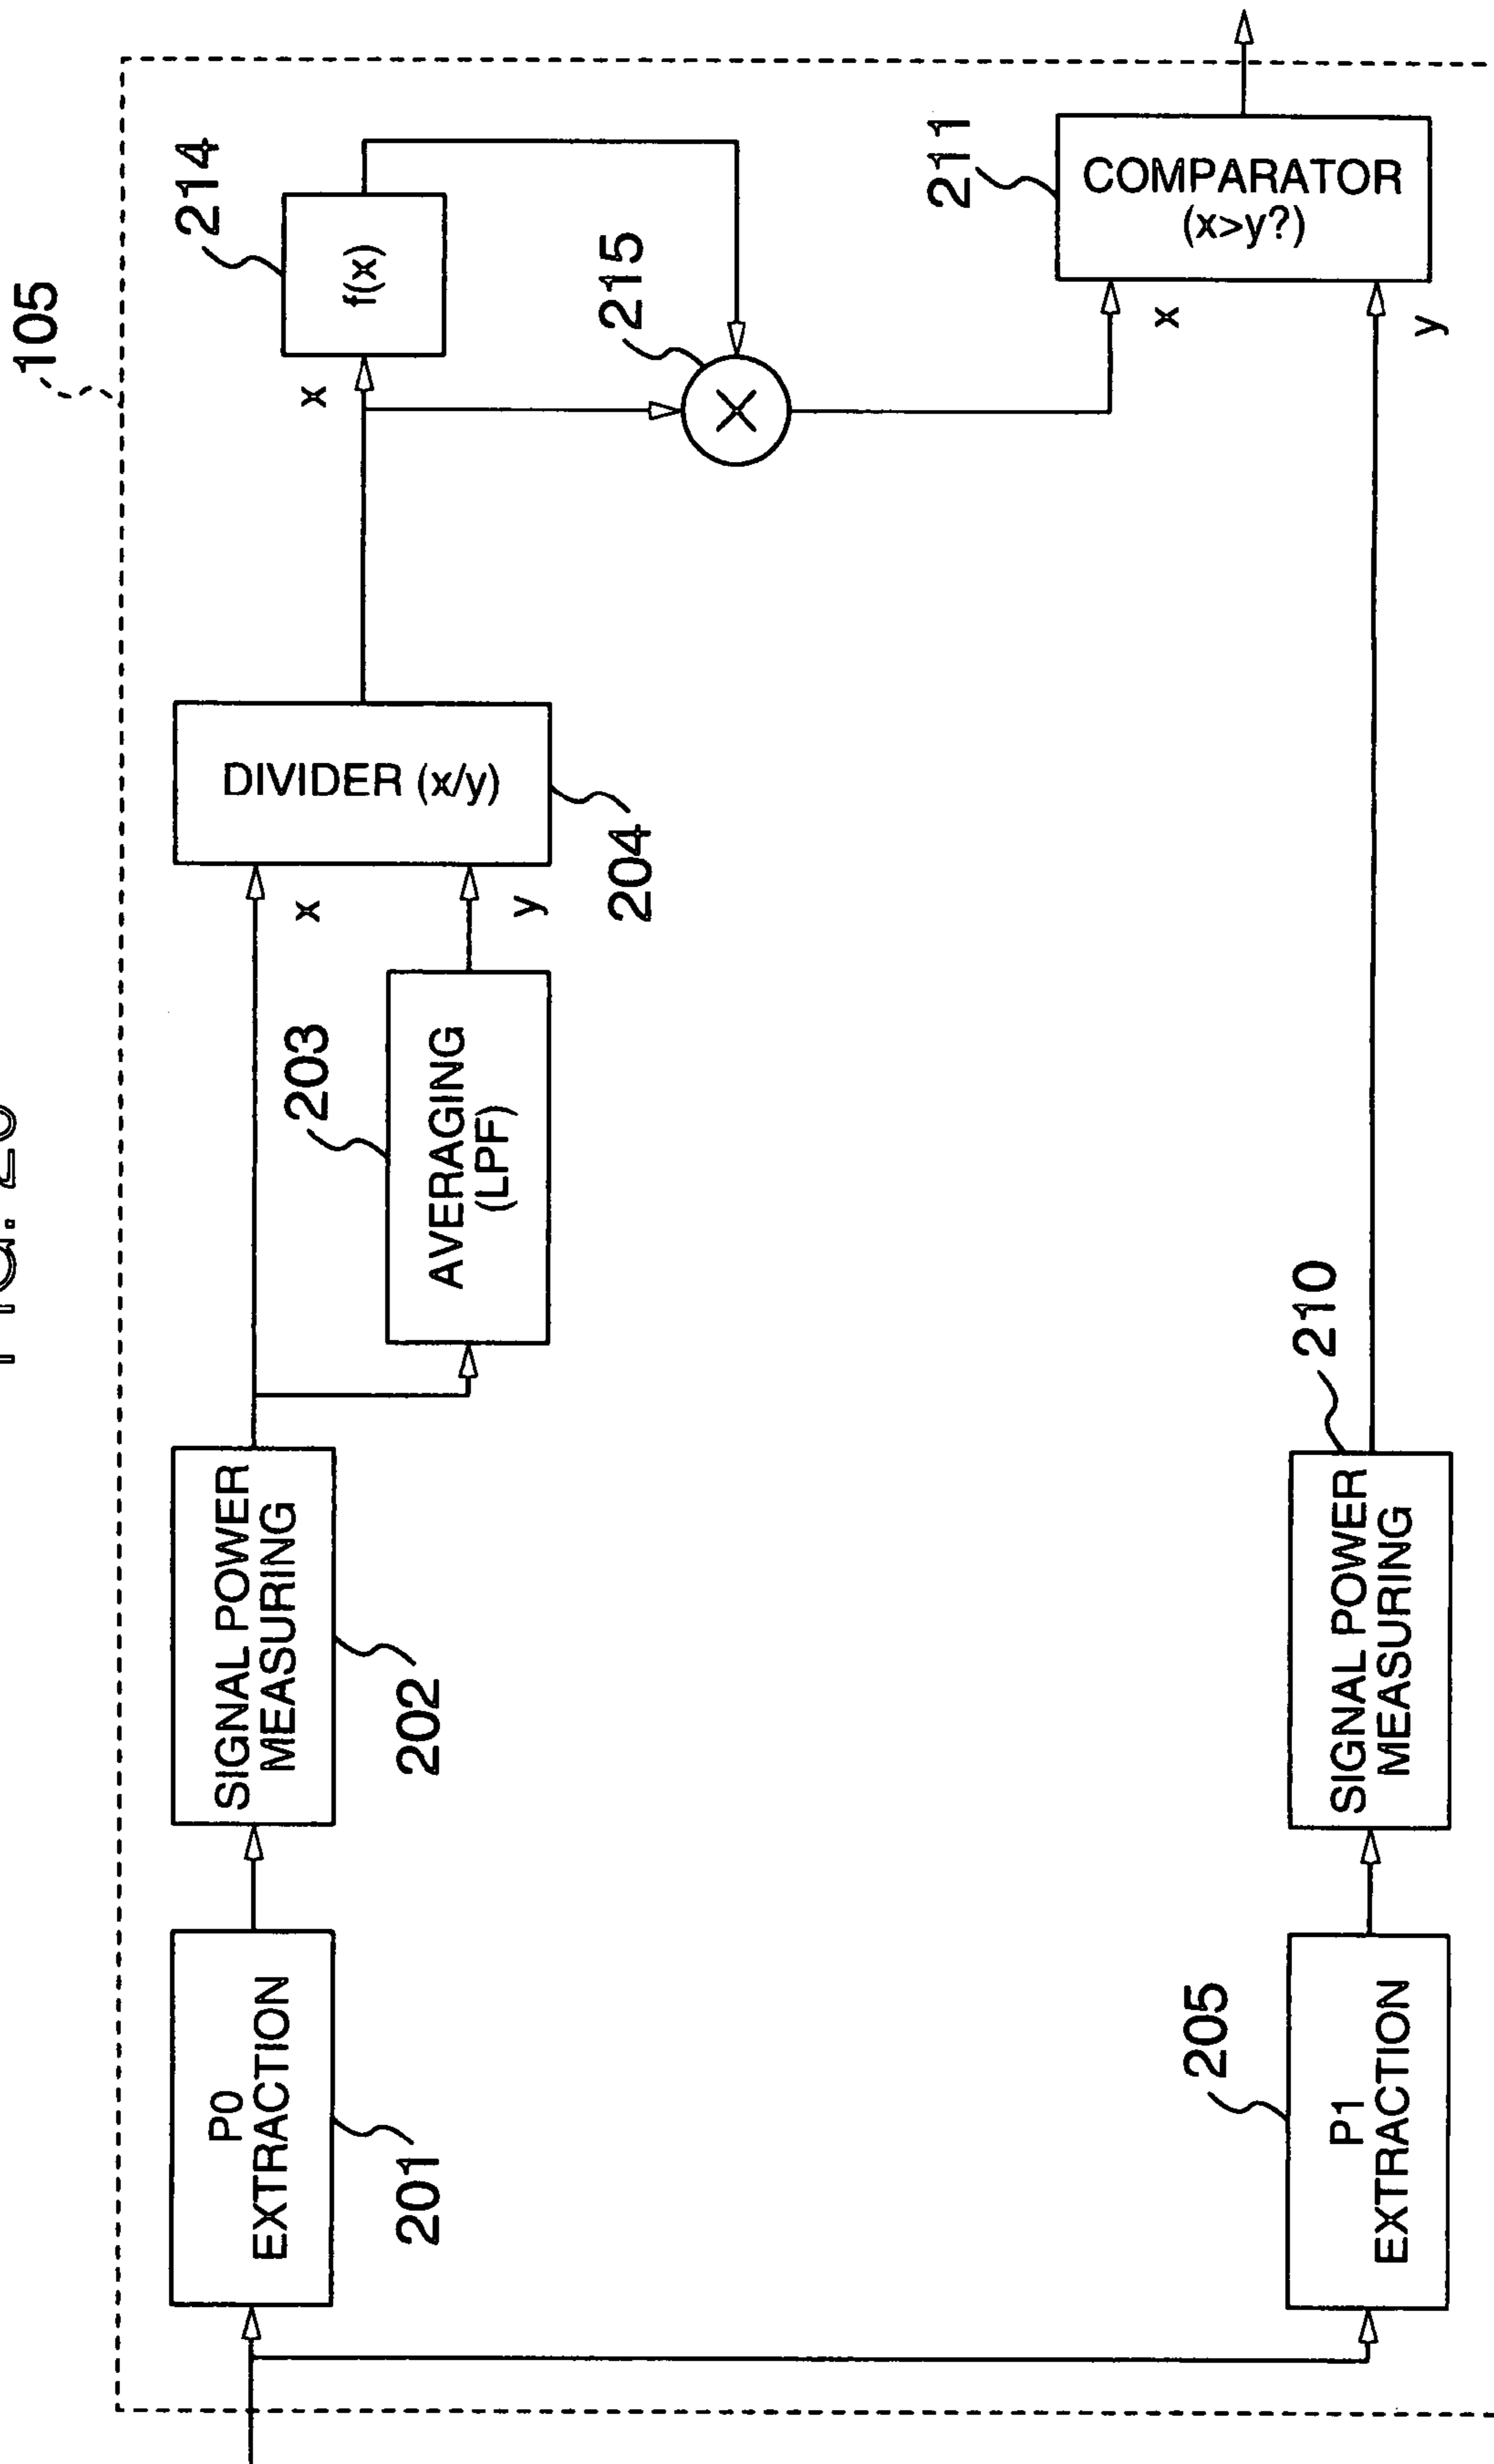 FIG.
105
P0
EXTRACTION
201
SIGNAL POWER
MEASURING
202
AVERAGING
(LPF)
203
x
y
DIVIDER (x/y)
204
x
f(x)
214
215
P1
EXTRACTION
205
SIGNAL POWER
MEASURING
210
x
y
COMPARATOR
(x>y?)
211